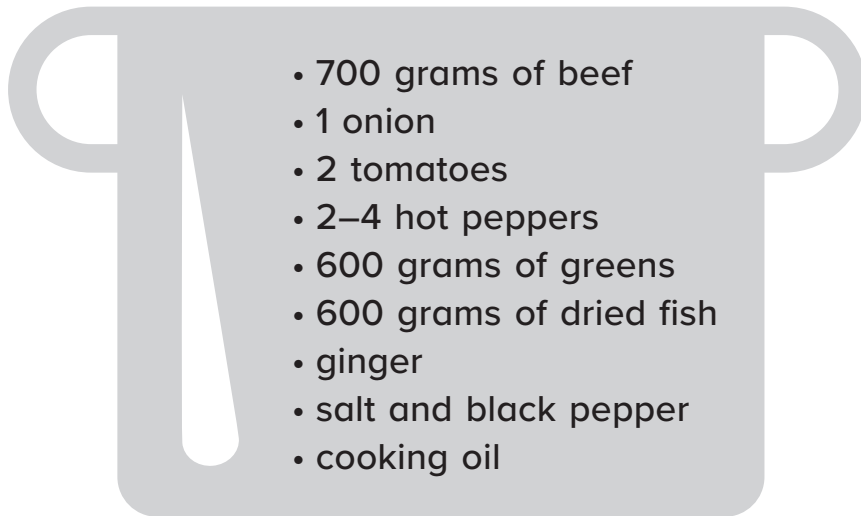 • 700 grams of beef
• 1 onion
• 2 tomatoes
• 2–4 hot peppers
• 600 grams of greens
• 600 grams of dried fish
• ginger
• salt and black pepper
• cooking oil